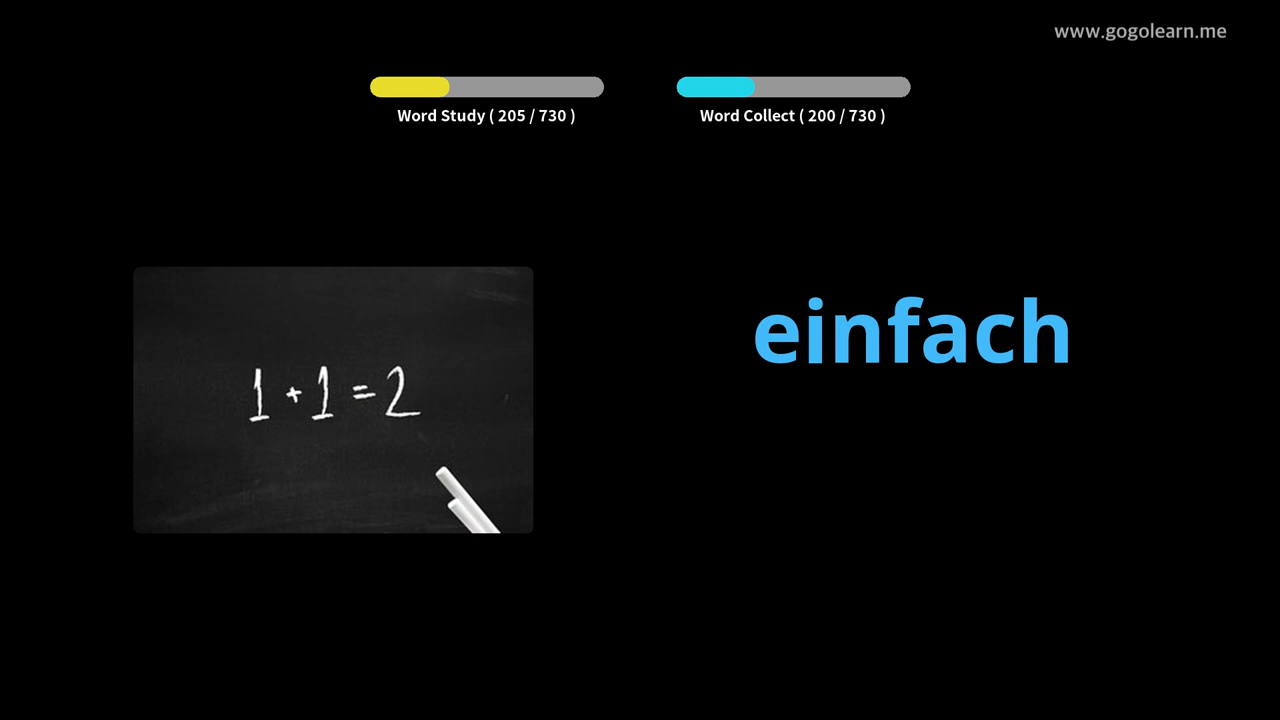 www.gogolearn.me
Word Study ( 205 / 730 )
Word Collect ( 200 / 730 )
einfach
1 + 1 = 2